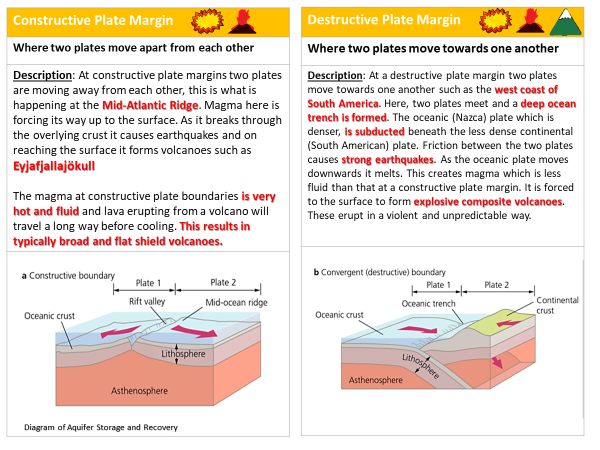 Constructive Plate Margin
Where two plates move apart from each other
Description: At constructive plate margins two plates
are moving away from each other, this is what is
happening at the Mid-Atlantic Ridge. Magma here is
forcing its way up to the surface. As it breaks through
the overlying crust it causes earthquakes and on
reaching the surface it forms volcanoes such as
Eyjafjallajökull
The magma at constructive plate boundaries is very
hot and fluid and lava erupting from a volcano will
travel a long way before cooling. This results in
typically broad and flat shield volcanoes.
a Constructive boundary
Plate 1
Plate 2
Rift valley
Mid-ocean ridge
Oceanic crust
Lithosphere
Asthenosphere
Diagram of Aquifer Storage and Recovery
Destructive Plate Margin
Where two plates move towards one another
Description: At a destructive plate margin two plates
move towards one another such as the west coast of
South America. Here, two plates meet and a deep ocean
trench is formed. The oceanic (Nazca) plate which is
denser, is subducted beneath the less dense continental
(South American) plate. Friction between the two plates
causes strong earthquakes. As the oceanic plate moves
downwards it melts. This creates magma which is less
fluid than that at a constructive plate margin. It is forced
to the surface to form explosive composite volcanoes.
These erupt in a violent and unpredictable way.
b Convergent (destructive) boundary
Plate 1
Plate 2
Oceanic trench
Continental
crust
Oceanic crust
Lithosphere
Asthenosphere